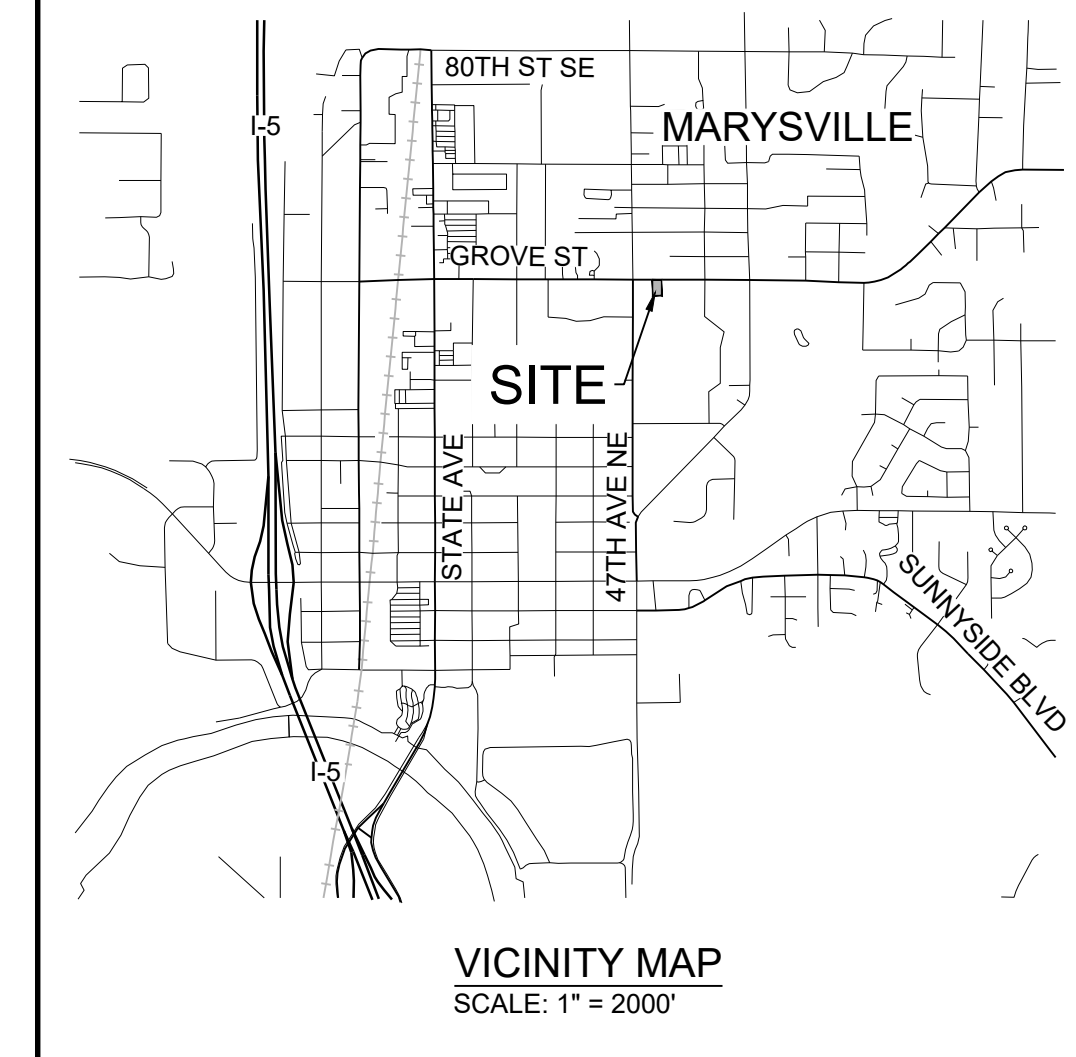 80TH ST SE
I-5
MARYSVILLE
GROVE ST
SITE
STATE AVE
47TH AVE NE
SUNNYSIDE BLVD
I-5
VICINITY MAP
SCALE: 1" = 2000'